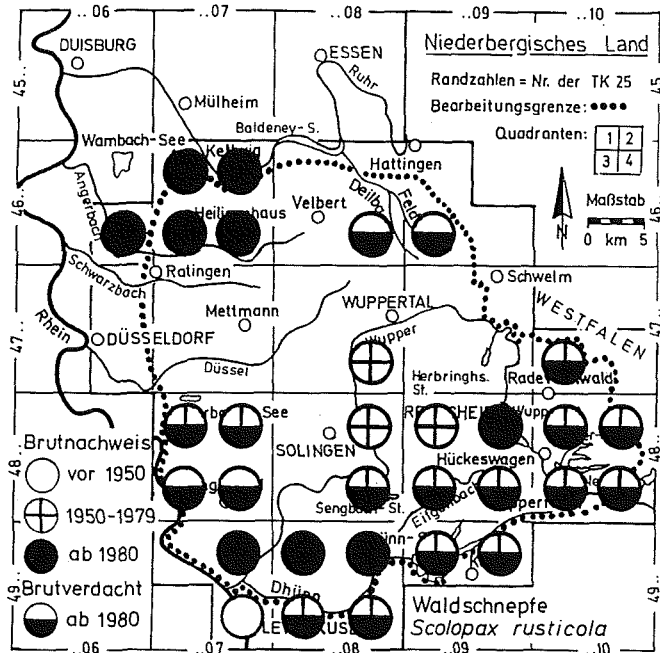 ..06
..07
..08
..09
..10
Niederbergisches Land
Randzahlen = Nr. der TK 25
Bearbeitungsgrenze:
Quadranten:
1 2
3 4
Maßstab
0 km 5
N
45..
46..
47..
48..
49..
DUISBURG
ESSEN
Ruhr
Mülheim
Baldeney-S.
Wambach-See
Hattingen
Angerbach
Velbert
Schwarzbach
Ratingen
Schwelm
WESTFALEN
Mettmann
WUPPERTAL
Rhein
DÜSSELDORF
Wupper
Düssel
Herbringhs.
St.
See
SOLINGEN
Hückeswagen
Eifgenbach
Dhünn
Brutnachweis
vor 1950
1950-1979
ab 1980
Brutverdacht
ab 1980
Waldschnepfe
Scolopax rusticola
45..
46..
47..
48..
49..
..06
..07
..08
..09
..10